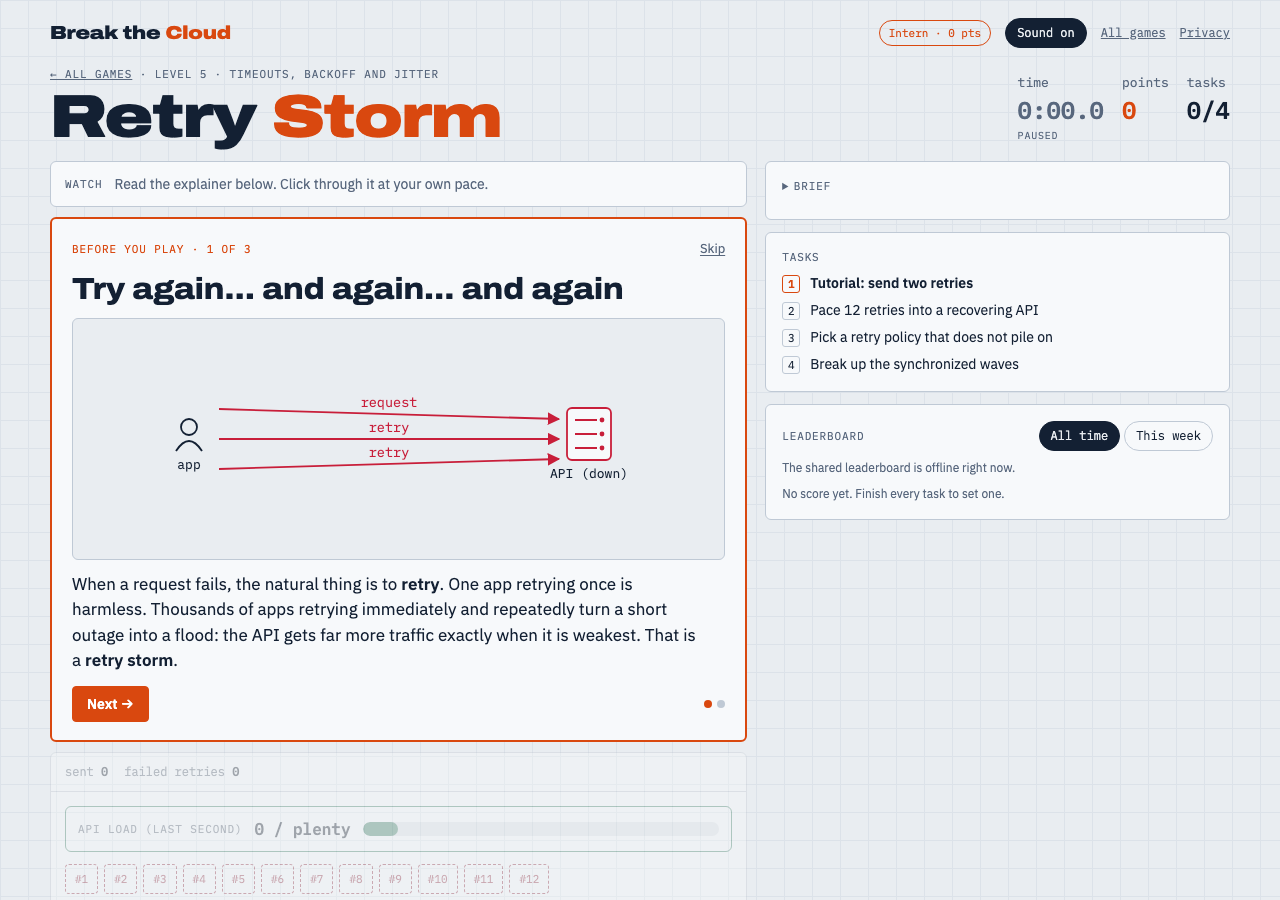 Break the Cloud
Intern · 0 pts
Sound on
All games
Privacy
← ALL GAMES · LEVEL 5 · TIMEOUTS, BACKOFF AND JITTER
Retry Storm
time
0:00.0
PAUSED
points
0
tasks
0/4
WATCH Read the explainer below. Click through it at your own pace.
BEFORE YOU PLAY · 1 OF 3
Skip
Try again... and again... and again
request
retry
retry
app
API (down)
When a request fails, the natural thing is to retry. One app retrying once is
harmless. Thousands of apps retrying immediately and repeatedly turn a short
outage into a flood: the API gets far more traffic exactly when it is weakest. That is
a retry storm.
Next →
sent 0 failed retries 0
API LOAD (LAST SECOND) 0 / plenty
#1 #2 #3 #4 #5 #6 #7 #8 #9 #10 #11 #12
▶ BRIEF
TASKS
1 Tutorial: send two retries
2 Pace 12 retries into a recovering API
3 Pick a retry policy that does not pile on
4 Break up the synchronized waves
LEADERBOARD
All time
This week
The shared leaderboard is offline right now.
No score yet. Finish every task to set one.